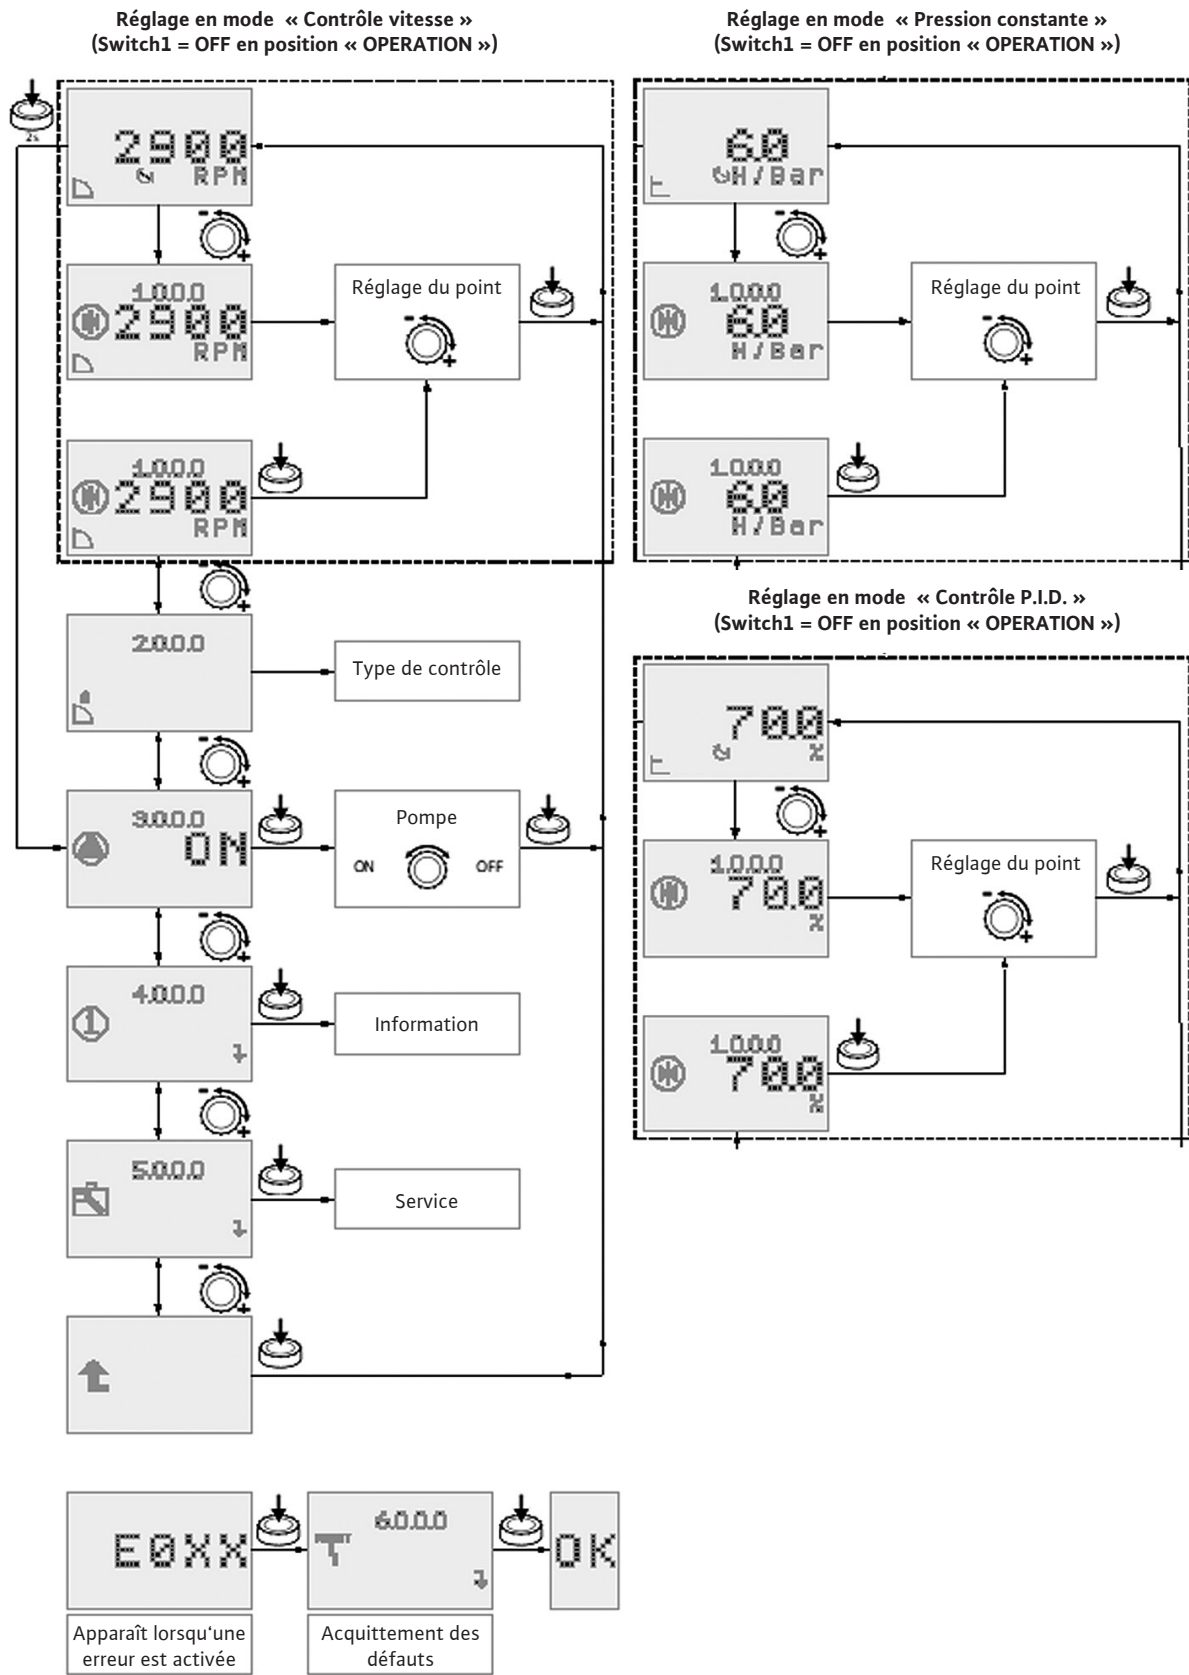 Réglage en mode « Contrôle vitesse »
(Switch1 = OFF en position « OPERATION »)
2s
2900
RPM
- +
1.0.0.0
2900
RPM
Réglage du point
- +
1.0.0.0
2900
RPM
- +
2.0.0.0
Type de contrôle
- +
3.0.0.0
ON
Pompe
ON OFF
- +
4.0.0.0
1
Information
- +
5.0.0.0
Service
- +
E0XX
6.0.0.0
OK
Apparaît lorsqu‘une
erreur est activée
Acquittement des
défauts
Réglage en mode « Pression constante »
(Switch1 = OFF en position « OPERATION »)
6.0
H/Bar
- +
1.0.0.0
6.0
H/Bar
Réglage du point
- +
1.0.0.0
6.0
H/Bar
Réglage en mode « Contrôle P.I.D. »
(Switch1 = OFF en position « OPERATION »)
70.0
%
- +
1.0.0.0
70.0
%
Réglage du point
- +
1.0.0.0
70.0
%